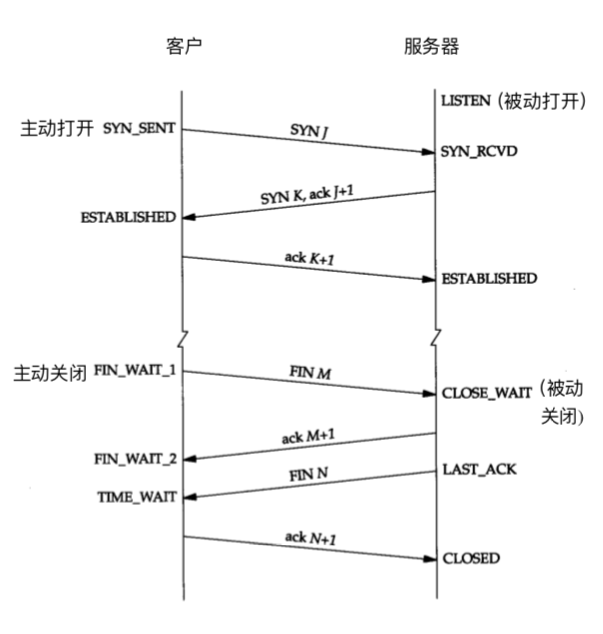 客户
服务器
LISTEN (被动打开)
主动打开 SYN_SENT
SYN J
SYN_RCVD
SYN K, ack J+1
ESTABLISHED
ack K+1
ESTABLISHED
主动关闭 FIN_WAIT_1
FIN M
CLOSE_WAIT (被动
关闭)
ack M+1
FIN_WAIT_2
FIN N
LAST_ACK
TIME_WAIT
ack N+1
CLOSED